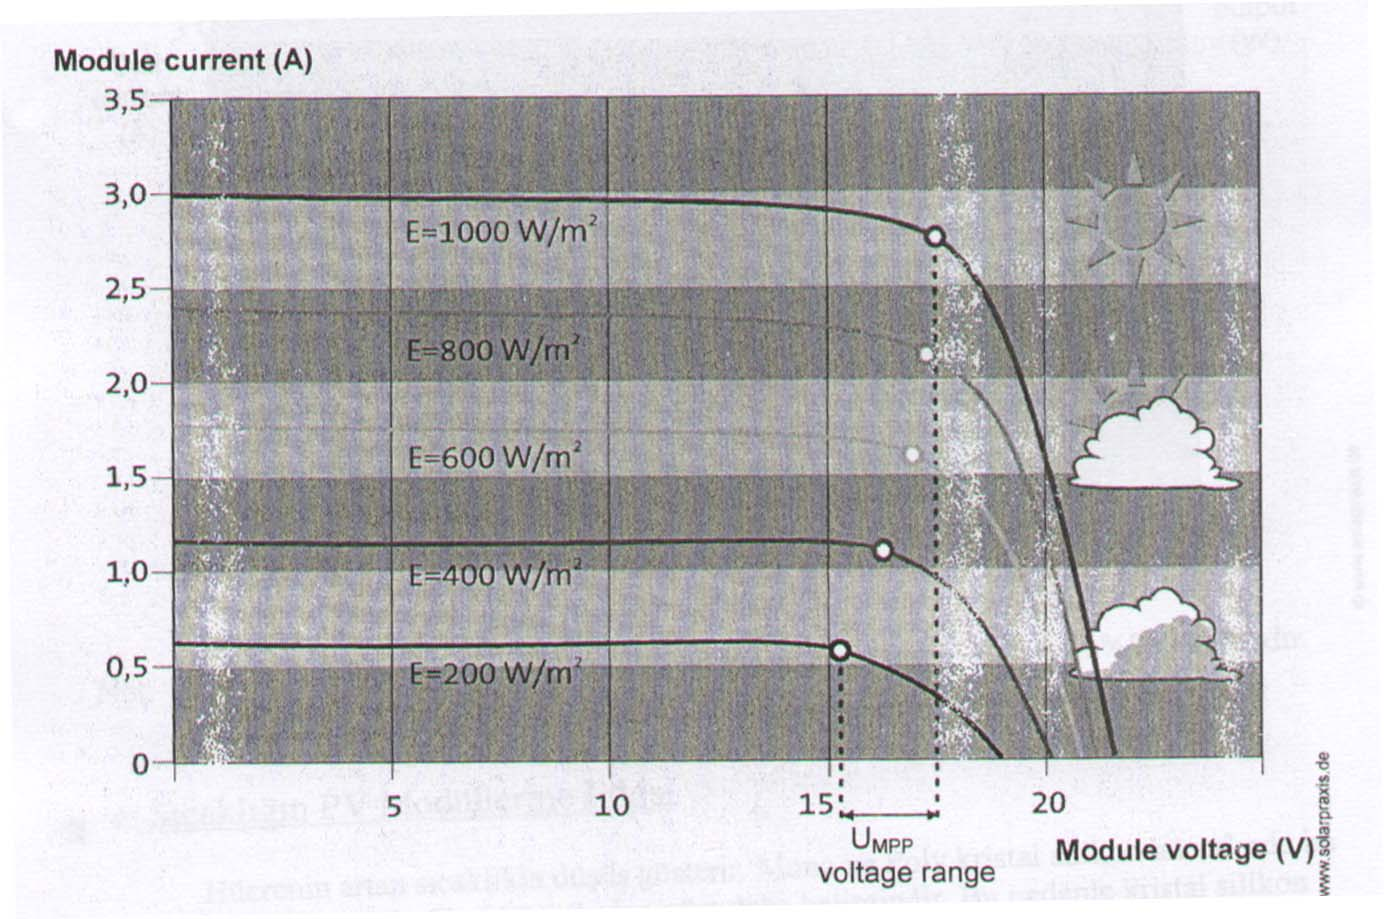 Module current (A)
3,5
3,0
E=1000 W/m²
2,5
E=800 W/m²
2,0
E=600 W/m²
1,5
1,0
E=400 W/m²
0,5
E=200 W/m²
0
5
10
15
20
U_MPP
voltage range
Module voltage (V)
www.solarpraxis.de